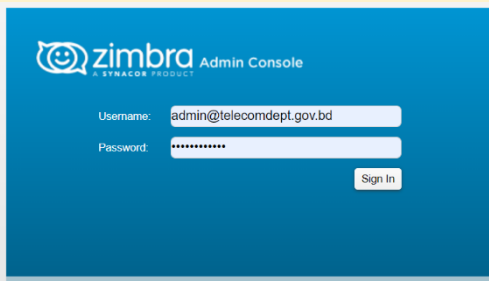 zimbra Admin Console
A SYNACOR PRODUCT
Username: admin@telecomdept.gov.bd
Password: ••••••••••••
Sign In